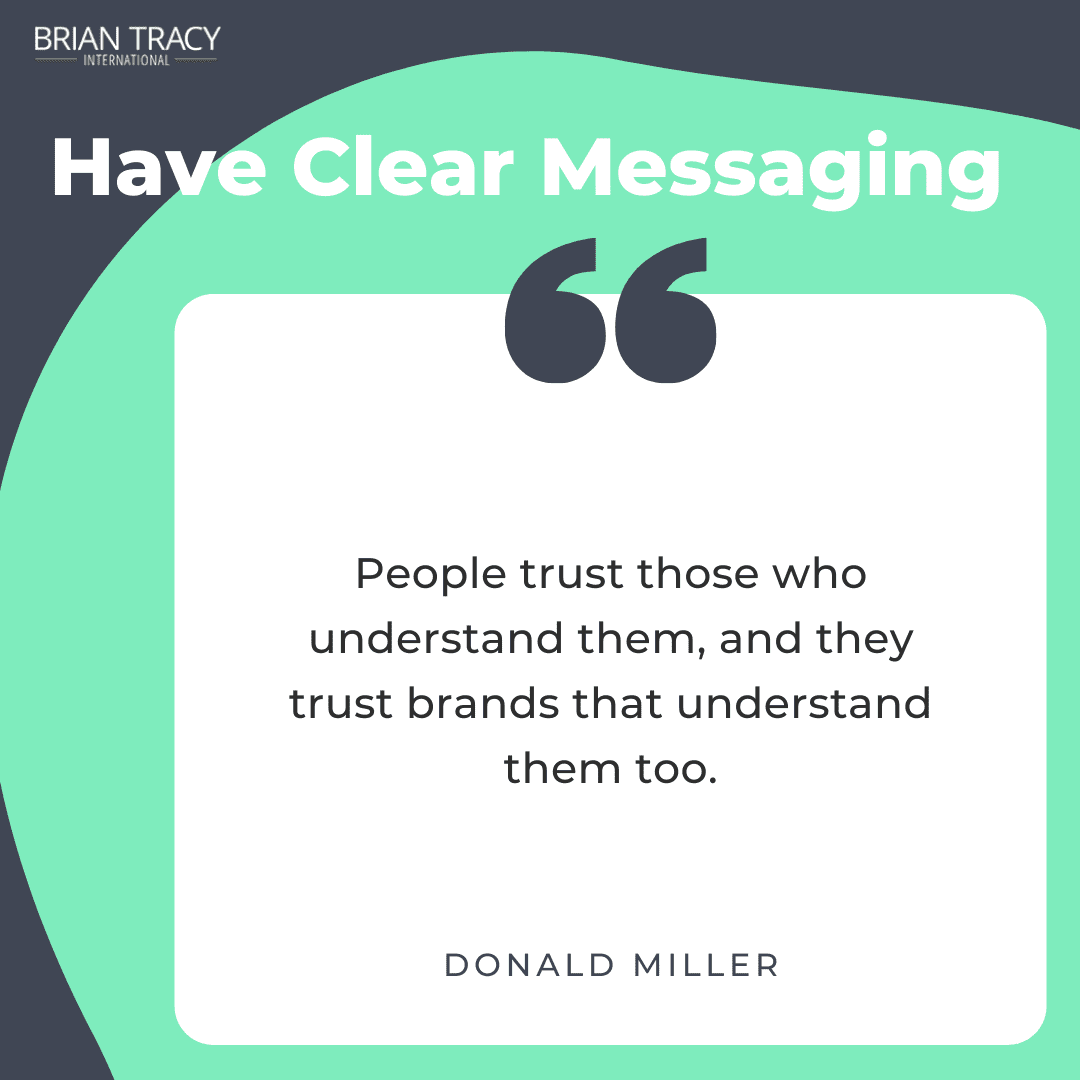 BRIAN TRACY
INTERNATIONAL
Have Clear Messaging
“
People trust those who
understand them, and they
trust brands that understand
them too.
DONALD MILLER